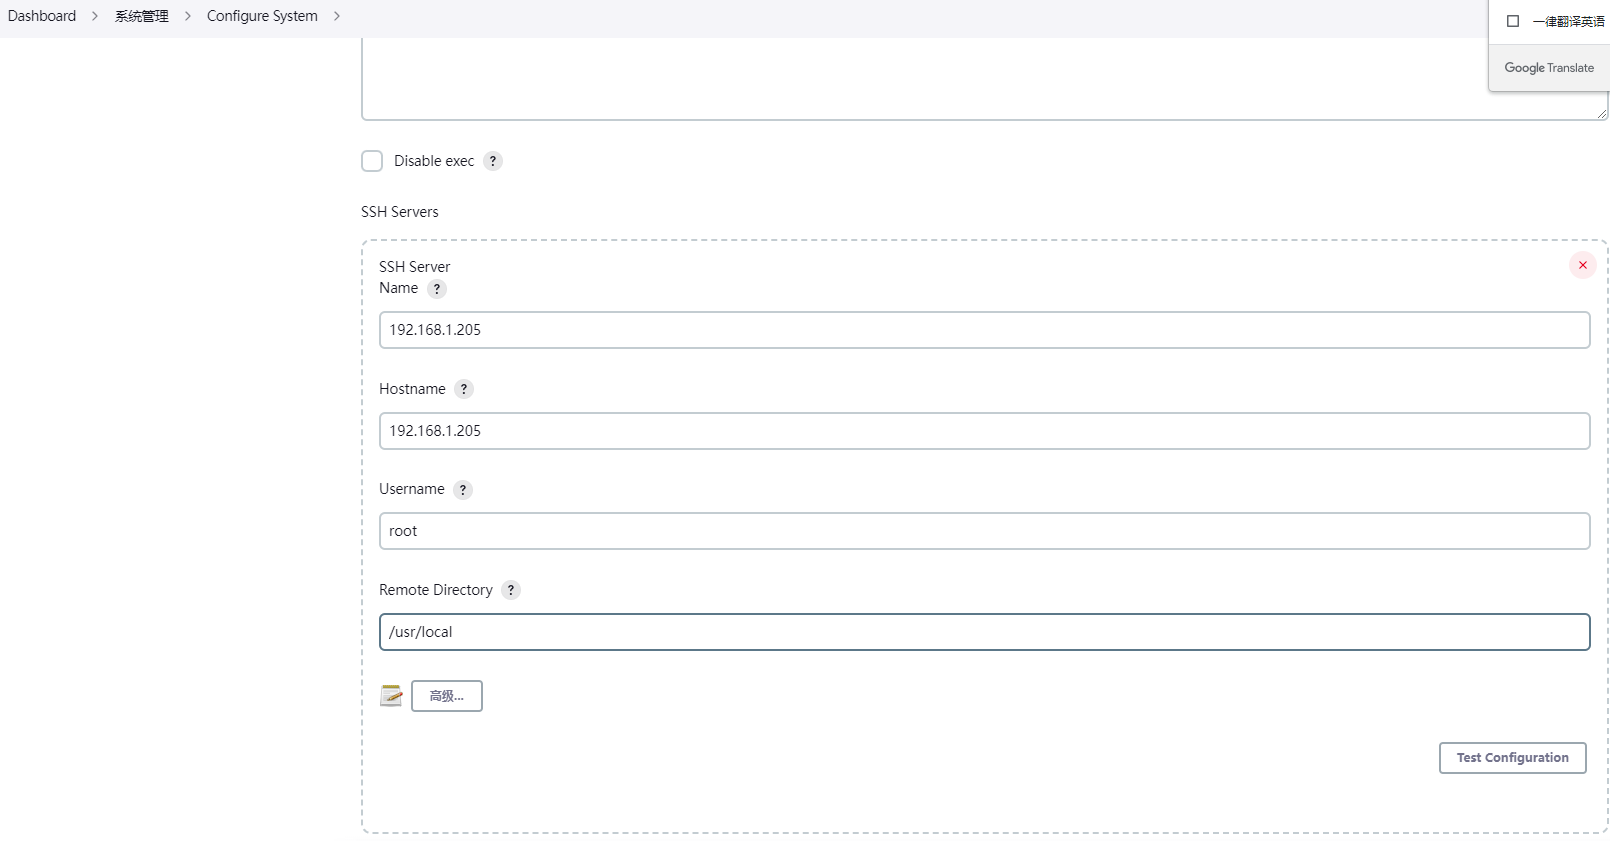 Dashboard > 系统管理 > Configure System >
一律翻译英语
Google Translate
Disable exec ?
SSH Servers
SSH Server
Name ?
192.168.1.205
Hostname ?
192.168.1.205
Username ?
root
Remote Directory ?
/usr/local
高级...
Test Configuration